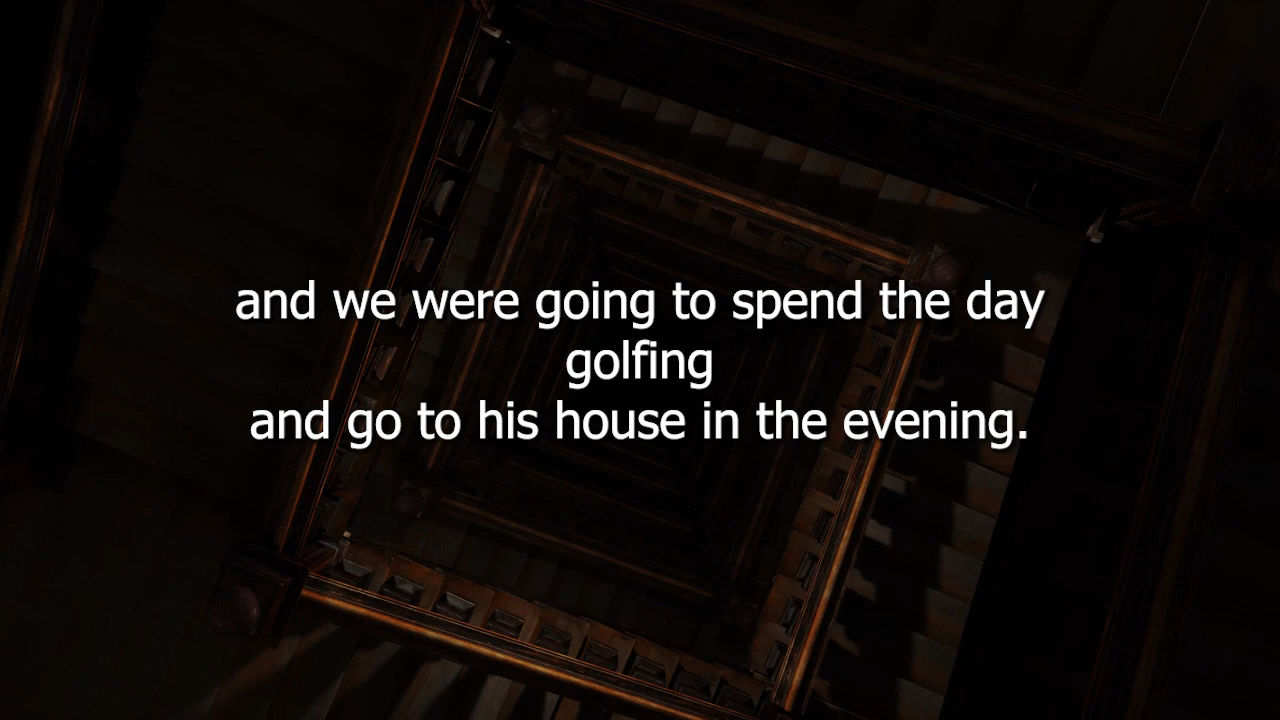 and we were going to spend the day
golfing
and go to his house in the evening.